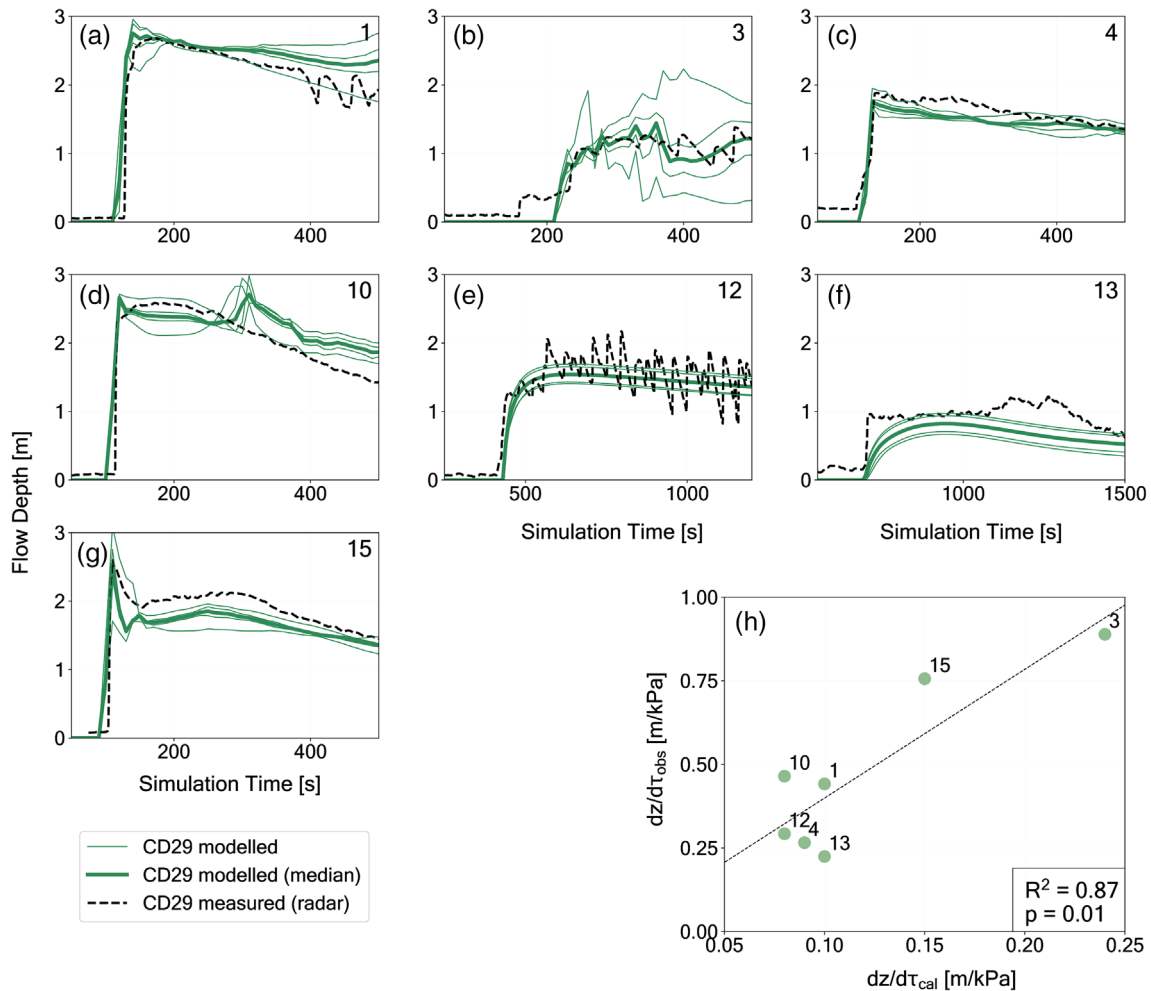 (a) 1
3
2
1
0
200 400
(b) 3
3
2
1
0
200 400
(c) 4
3
2
1
0
200 400
(d) 10
3
2
1
0
200 400
(e) 12
3
2
1
0
500 1000
Simulation Time [s]
(f) 13
3
2
1
0
1000 1500
Simulation Time [s]
Flow Depth [m]
(g) 15
3
2
1
0
200 400
Simulation Time [s]
CD29 modelled
CD29 modelled (median)
CD29 measured (radar)
(h)
1.00
0.75
0.50
0.25
0.00
dz/dτobs [m/kPa]
3
15
10
1
12
4
13
R² = 0.87
p = 0.01
0.05 0.10 0.15 0.20 0.25
dz/dτcal [m/kPa]